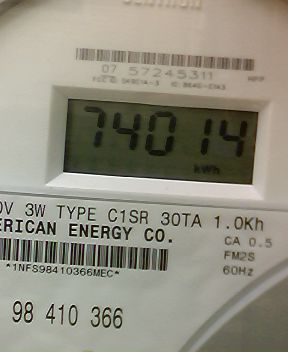 07 57245311
74014
kWh
0V 3W TYPE C1SR 30TA 1.0Kh
ERICAN ENERGY CO.
CA 0.5
FM2S
*1NFS98410366MEC*
60Hz
98 410 366